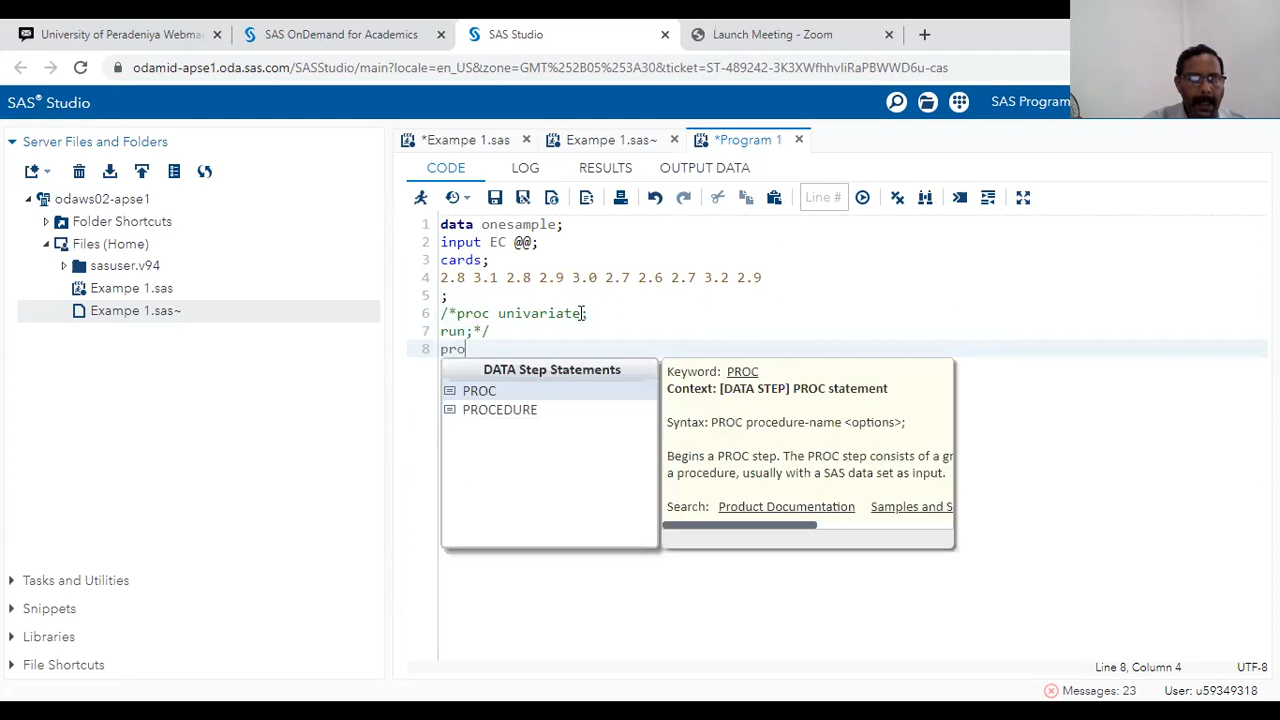 University of Peradeniya Webma
SAS OnDemand for Academics
SAS Studio
Launch Meeting - Zoom
odamid-apse1.oda.sas.com/SASStudio/main?locale=en_US&zone=GMT%252B05%253A30&ticket=ST-489242-3K3XWfhhvIiRaPBWWD6u-cas
SAS® Studio
SAS Program
Server Files and Folders
*Exampe 1.sas
Exampe 1.sas~
*Program 1
CODE
LOG
RESULTS
OUTPUT DATA
Line #
odaws02-apse1
Folder Shortcuts
Files (Home)
sasuser.v94
Exampe 1.sas
Exampe 1.sas~
Tasks and Utilities
Snippets
Libraries
File Shortcuts
1 data onesample;
2 input EC @@;
3 cards;
4 2.8 3.1 2.8 2.9 3.0 2.7 2.6 2.7 3.2 2.9
5 ;
6 /*proc univariate;
7 run;*/
8 pro
DATA Step Statements
PROC
PROCEDURE
Keyword: PROC
Context: [DATA STEP] PROC statement
Syntax: PROC procedure-name <options>;
Begins a PROC step. The PROC step consists of a gr
a procedure, usually with a SAS data set as input.
Search: Product Documentation Samples and S
Line 8, Column 4
UTF-8
Messages: 23
User: u59349318